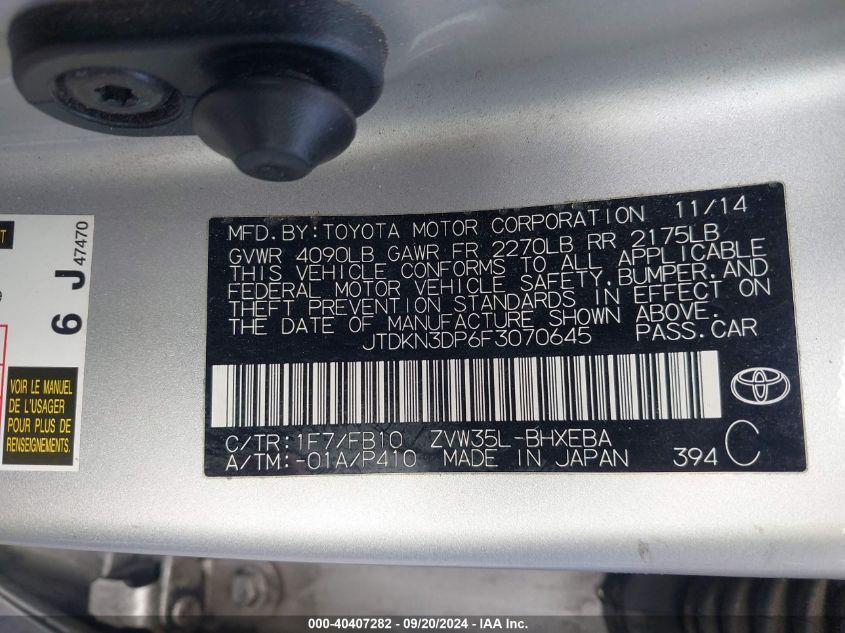 MFD. BY: TOYOTA MOTOR CORPORATION 11/14
GVWR 4090LB GAWR FR 2270LB RR 2175LB
THIS VEHICLE CONFORMS TO ALL APPLICABLE
FEDERAL MOTOR VEHICLE SAFETY, BUMPER, AND
THEFT PREVENTION STANDARDS IN EFFECT ON
THE DATE OF MANUFACTURE SHOWN ABOVE.
JTDKN3DP6F3070645 PASS. CAR
C/TR: 1F7/FB10 ZVW35L-BHXEBA
A/TM: -01A/P410 MADE IN JAPAN 394 C
6 J 47470
VOIR LE MANUEL
DE L'USAGER
POUR PLUS DE
RENSEIGNEMENTS
000-40407282 - 09/20/2024 - IAA Inc.